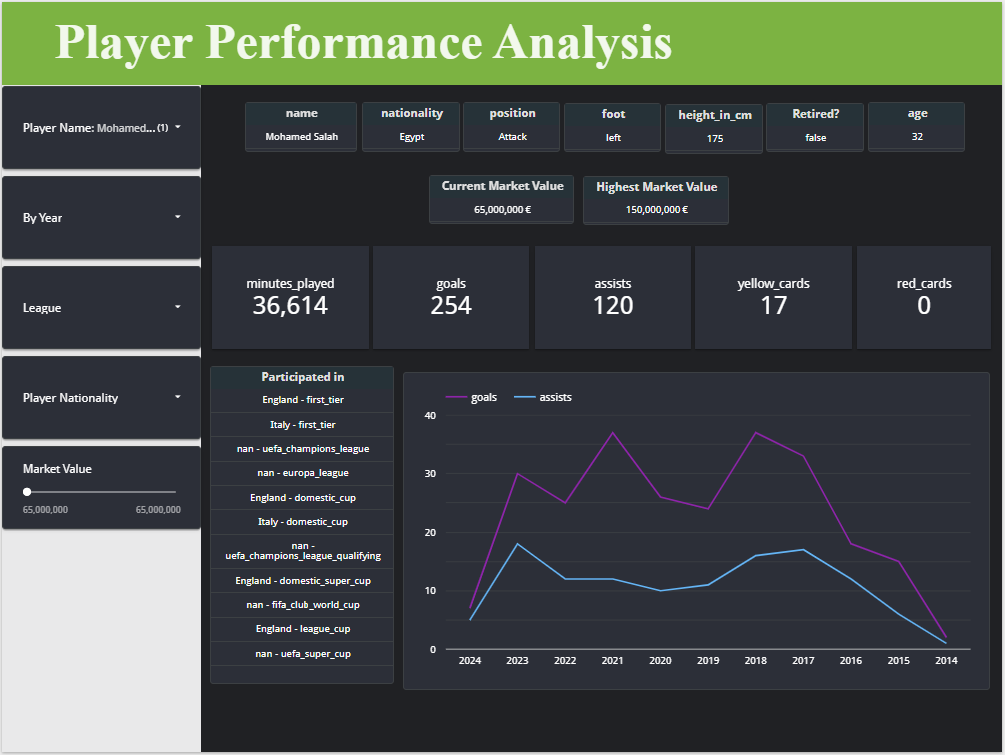 Player Performance Analysis
Player Name: Mohamed... (1)
By Year
League
Player Nationality
Market Value
65,000,000 65,000,000
name
Mohamed Salah
nationality
Egypt
position
Attack
foot
left
height_in_cm
175
Retired?
false
age
32
Current Market Value
65,000,000 €
Highest Market Value
150,000,000 €
minutes_played
36,614
goals
254
assists
120
yellow_cards
17
red_cards
0
Participated in
England - first_tier
Italy - first_tier
nan - uefa_champions_league
nan - europa_league
England - domestic_cup
Italy - domestic_cup
nan -
uefa_champions_league_qualifying
England - domestic_super_cup
nan - fifa_club_world_cup
England - league_cup
nan - uefa_super_cup
goals assists
40
30
20
10
0
2024 2023 2022 2021 2020 2019 2018 2017 2016 2015 2014